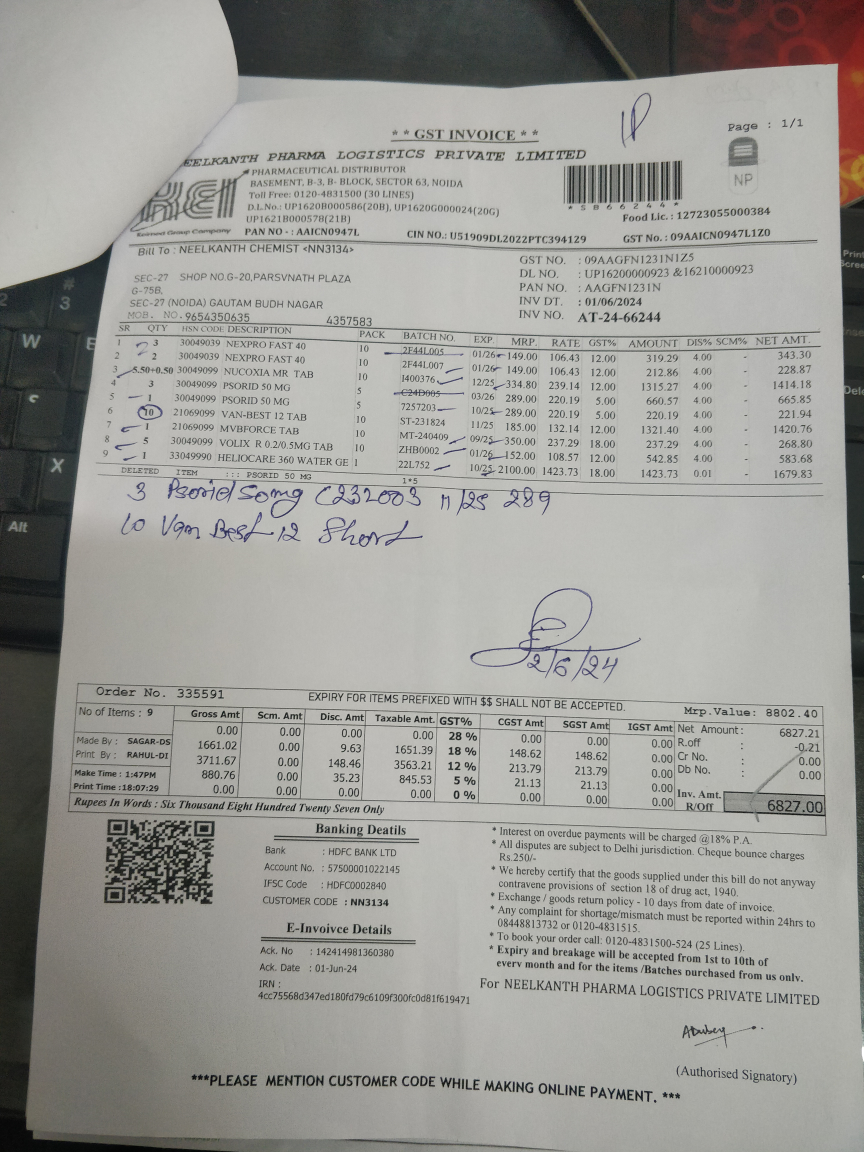 ** GST INVOICE **
Page : 1/1
EELKANTH PHARMA LOGISTICS PRIVATE LIMITED
PHARMACEUTICAL DISTRIBUTOR
BASEMENT, B-3, B- BLOCK, SECTOR 63, NOIDA
Toll Free: 0120-4831500 (30 LINES)
D.L.No.: UP1620B000586(20B), UP1620G000024(20G)
UP1621B000578(21B)
PAN NO - : AAICN0947L
CIN NO.: U51909DL2022PTC394129
NP
*5866244*
Food Lic.: 12723055000384
GST No.: 09AAICN0947L1Z0
Bill To : NEELKANTH CHEMIST <NN3134>
SEC-27 SHOP NO.G-20,PARSVNATH PLAZA
G-75B,
SEC-27 (NOIDA) GAUTAM BUDH NAGAR
MOB. NO. 9654350635 4357583
GST NO. : 09AAGFN1231N1Z5
DL NO. : UP16200000923 &16210000923
PAN NO. : AAGFN1231N
INV DT. : 01/06/2024
INV NO. AT-24-66244
SR QTY HSN CODE DESCRIPTION PACK BATCH NO. EXP. MRP. RATE GST% AMOUNT DIS% SCM% NET AMT.
1 3 30049039 NEXPRO FAST 40 10 2F44L005 01/26 149.00 106.43 12.00 319.29 4.00 - 343.30
2 2 30049039 NEXPRO FAST 40 10 2F44L007 01/26 149.00 106.43 12.00 212.86 4.00 - 228.87
3 5.50+0.50 30049099 NUCOXIA MR TAB 10 I400376 12/25 334.80 239.14 12.00 1315.27 4.00 - 1414.18
4 3 30049099 PSORID 50 MG 5 C24D005 03/26 289.00 220.19 5.00 660.57 4.00 - 665.85
5 1 30049099 PSORID 50 MG 5 7257203 10/25 289.00 220.19 5.00 220.19 4.00 - 221.94
6 10 21069099 VAN-BEST 12 TAB 10 ST-231824 11/25 185.00 132.14 12.00 1321.40 4.00 - 1420.76
7 1 21069099 MVBFORCE TAB 10 MT-240409 09/25 350.00 237.29 18.00 237.29 4.00 - 268.80
8 5 30049099 VOLIX R 0.2/0.5MG TAB 10 ZHB0002 01/26 152.00 108.57 12.00 542.85 4.00 - 583.68
9 1 33049990 HELIOCARE 360 WATER GE 1 22L752 10/25 2100.00 1423.73 18.00 1423.73 0.01 - 1679.83
DELETED ITEM ::: PSORID 50 MG 1*5
3 Psorid 50mg C232003 11/25 289
10 Van Best 12 Short
2/6/24
Order No. 335591
EXPIRY FOR ITEMS PREFIXED WITH $$ SHALL NOT BE ACCEPTED.
Mrp.Value: 8802.40
No of Items : 9
Made By : SAGAR-DS
Print By : RAHUL-DI
Make Time : 1:47PM
Print Time :18:07:29
Gross Amt Scm. Amt Disc. Amt Taxable Amt. GST% CGST Amt SGST Amt IGST Amt
0.00 0.00 0.00 0.00 28 % 0.00 0.00 0.00
1661.02 0.00 9.63 1651.39 18 % 148.62 148.62 0.00
3711.67 0.00 148.46 3563.21 12 % 213.79 213.79 0.00
880.76 0.00 35.23 845.53 5 % 21.13 21.13 0.00
0.00 0.00 0.00 0.00 0 % 0.00 0.00 0.00
Net Amount: 6827.21
R.off : -0.21
Cr No. : 0.00
Db No. : 0.00
Inv. Amt. R/Off 6827.00
Rupees In Words : Six Thousand Eight Hundred Twenty Seven Only
Banking Deatils
Bank : HDFC BANK LTD
Account No. : 57500001022145
IFSC Code : HDFC0002840
CUSTOMER CODE : NN3134
E-Invoivce Details
Ack. No : 142414981360380
Ack. Date : 01-Jun-24
IRN :
4cc75568d347ed180fd79c6109f300fc0d81f619471
* Interest on overdue payments will be charged @18% P.A.
* All disputes are subject to Delhi jurisdiction. Cheque bounce charges
Rs.250/-
* We hereby certify that the goods supplied under this bill do not anyway
contravene provisions of section 18 of drug act, 1940.
* Exchange / goods return policy - 10 days from date of invoice.
* Any complaint for shortage/mismatch must be reported within 24hrs to
08448813732 or 0120-4831515.
* To book your order call: 0120-4831500-524 (25 Lines).
* Expiry and breakage will be accepted from 1st to 10th of
every month and for the items /Batches purchased from us only.
For NEELKANTH PHARMA LOGISTICS PRIVATE LIMITED
ADubey
(Authorised Signatory)
***PLEASE MENTION CUSTOMER CODE WHILE MAKING ONLINE PAYMENT. ***